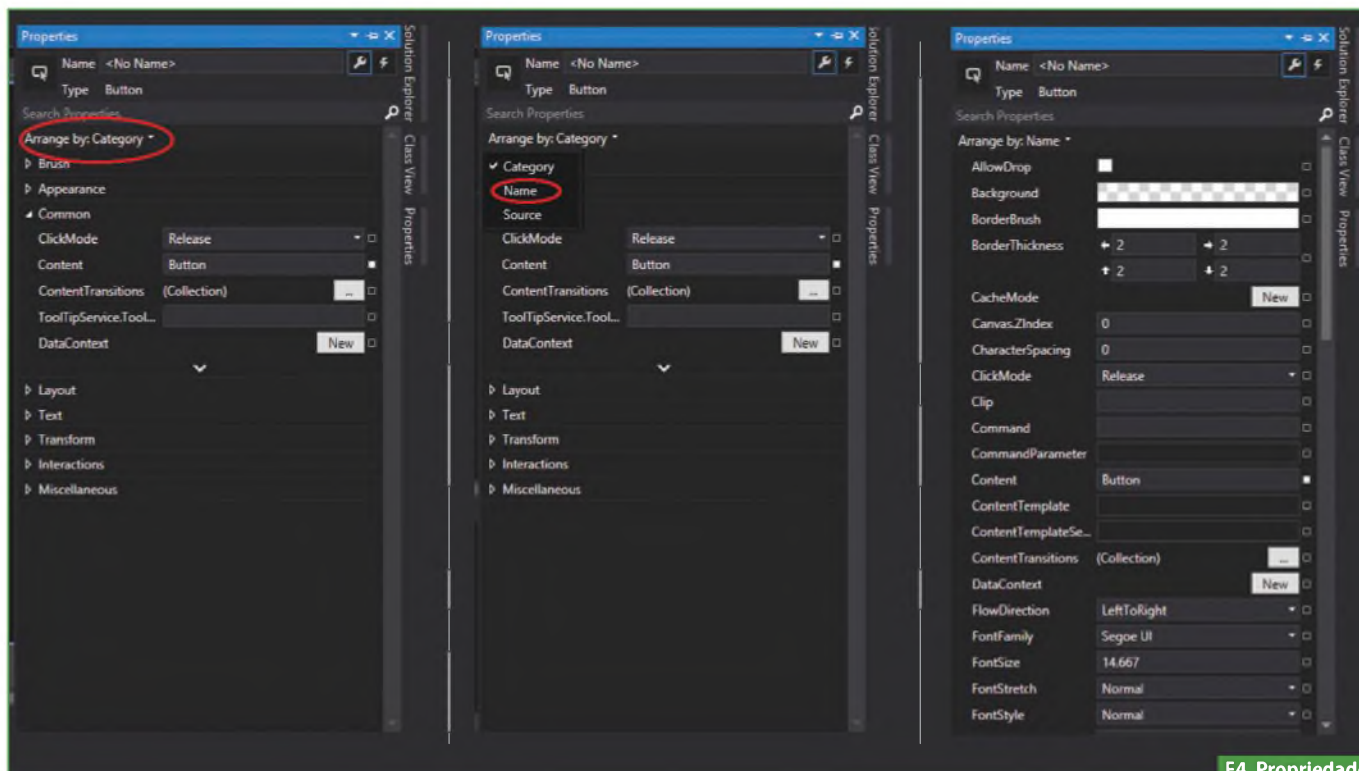 Properties
Name <No Name>
Type Button
Search Properties
Arrange by: Category
Brush
Appearance
Common
ClickMode Release
Content Button
ContentTransitions (Collection) ...
ToolTipService.Tool...
DataContext New
Layout
Text
Transform
Interactions
Miscellaneous
Solution Explorer
Class View
Properties
Properties
Name <No Name>
Type Button
Search Properties
Arrange by: Category
Category
Name
Source
ClickMode Release
Content Button
ContentTransitions (Collection) ...
ToolTipService.Tool...
DataContext New
Layout
Text
Transform
Interactions
Miscellaneous
Solution Explorer
Class View
Properties
Properties
Name <No Name>
Type Button
Search Properties
Arrange by: Name
AllowDrop
Background
BorderBrush
BorderThickness 2 2
2 2
CacheMode New
Canvas.ZIndex 0
CharacterSpacing 0
ClickMode Release
Clip
Command
CommandParameter
Content Button
ContentTemplate
ContentTemplateSe...
ContentTransitions (Collection) ...
DataContext New
FlowDirection LeftToRight
FontFamily Segoe UI
FontSize 14.667
FontStretch Normal
FontStyle Normal
Solution Explorer
Class View
Properties